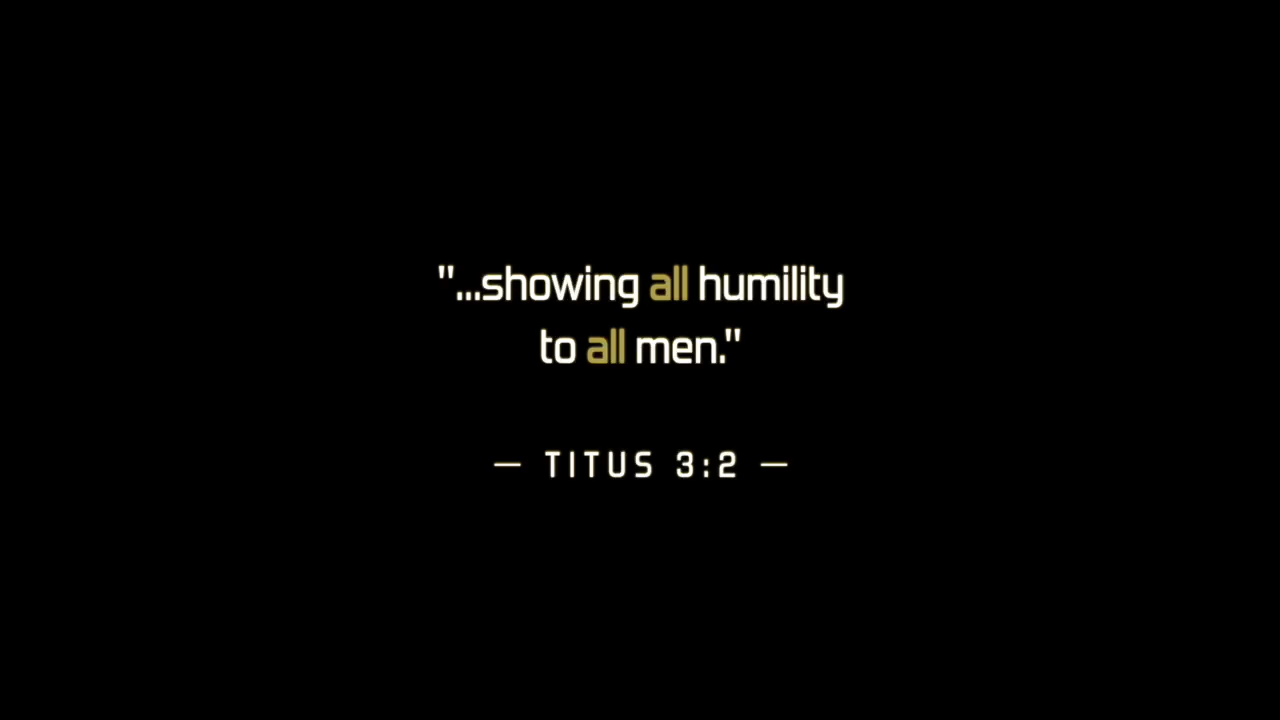 "...showing all humility
to all men."
— TITUS 3:2 —